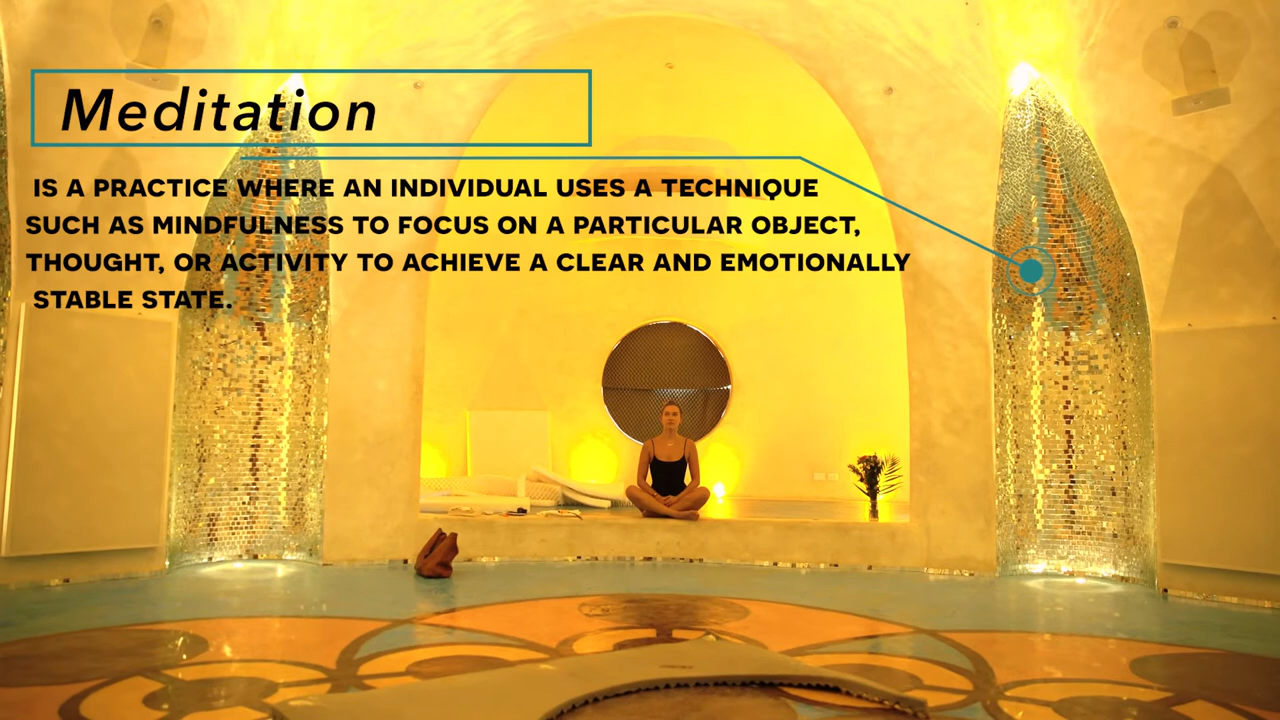 Meditation
IS A PRACTICE WHERE AN INDIVIDUAL USES A TECHNIQUE
SUCH AS MINDFULNESS TO FOCUS ON A PARTICULAR OBJECT,
THOUGHT, OR ACTIVITY TO ACHIEVE A CLEAR AND EMOTIONALLY
STABLE STATE.